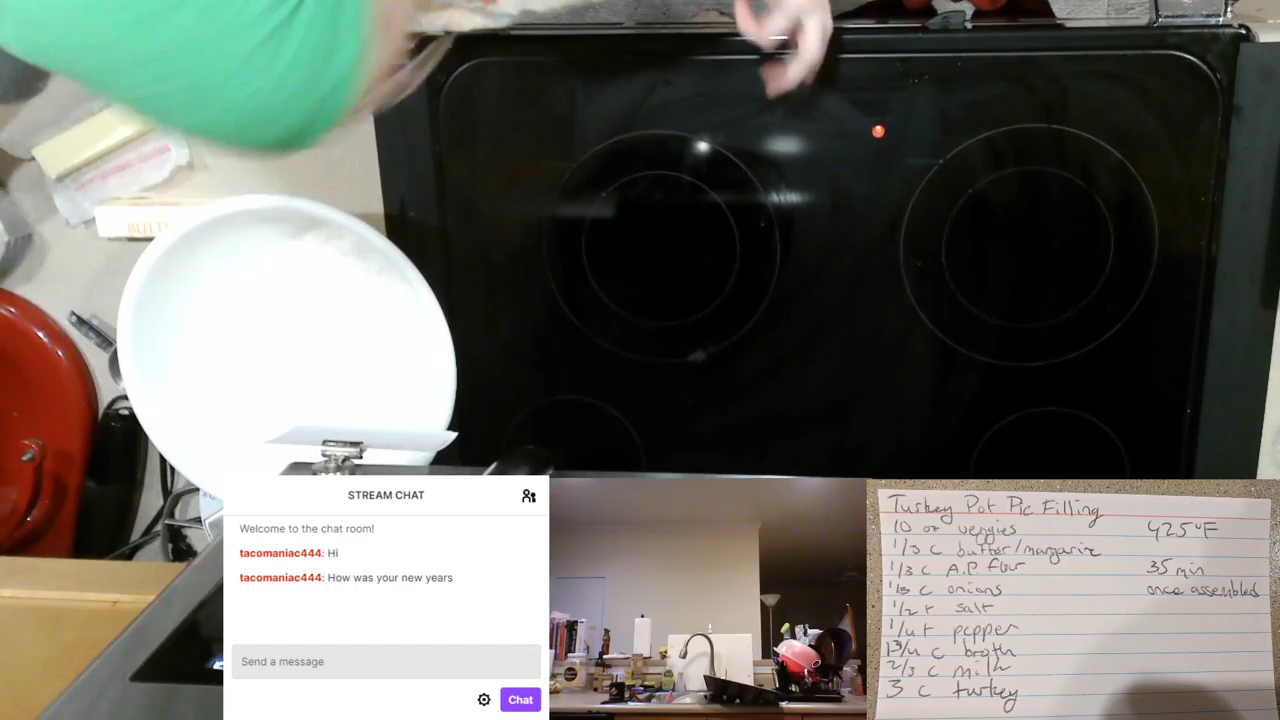 STREAM CHAT
Welcome to the chat room!
tacomaniac444: Hi
tacomaniac444: How was your new years
Send a message
Chat
Turkey Pot Pie Filling
10 oz veggies
425°F
1/3 c butter/margarine
1/3 c A.P. flour
35 min
1/3 c onions
once assembled
1/2 t salt
1/4 t pepper
1 3/4 c broth
2/3 c milk
3 c turkey